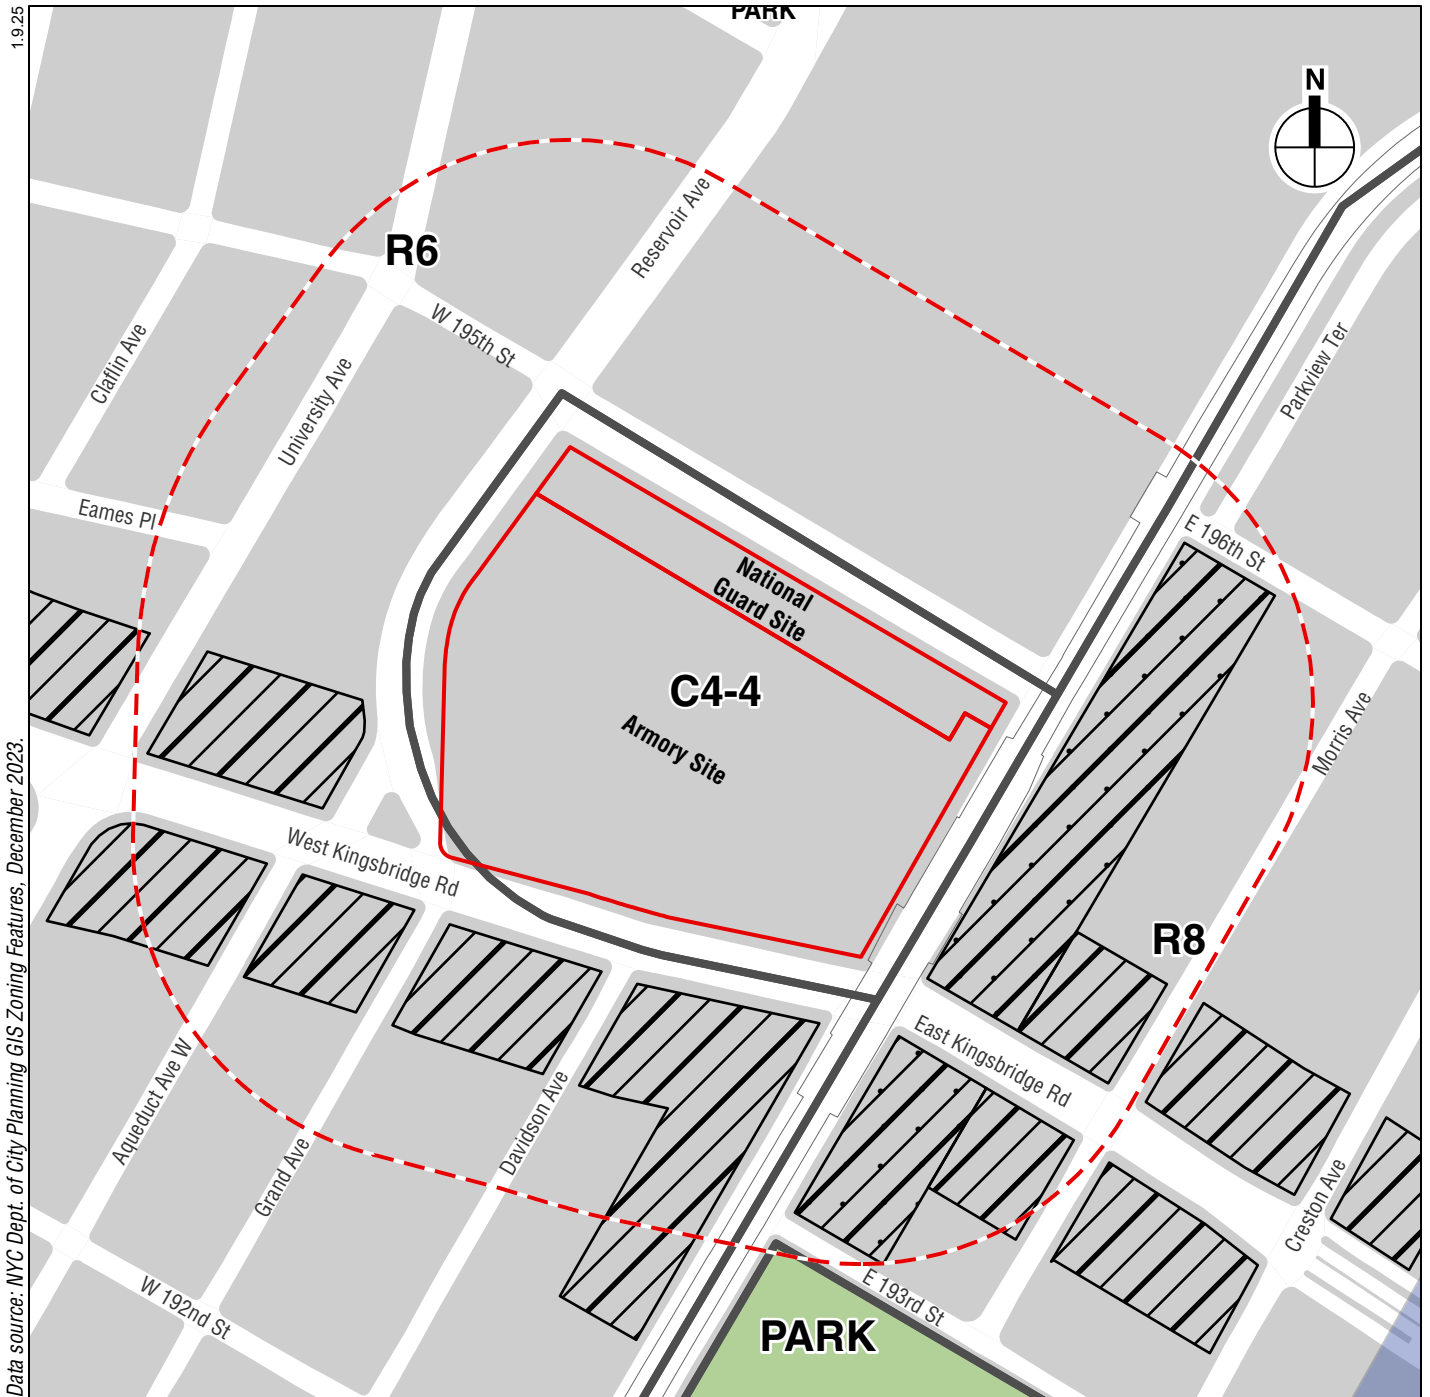 1.9.25
PARK
N
R6
Reservoir Ave
W 195th St
Claflin Ave
University Ave
Parkview Ter
Eames Pl
E 196th St
National
Guard Site
C4-4
Armory Site
Morris Ave
West Kingsbridge Rd
R8
East Kingsbridge Rd
Aqueduct Ave W
Grand Ave
Davidson Ave
Creston Ave
W 192nd St
E 193rd St
PARK
Data source: NYC Dept. of City Planning GIS Zoning Features, December 2023.